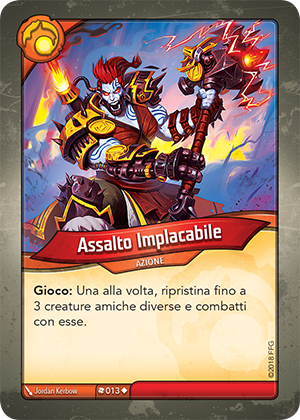 Assalto Implacabile
AZIONE
Gioco: Una alla volta, ripristina fino a
3 creature amiche diverse e combatti
con esse.
©2018 FFG
Jordan Kerbow
013